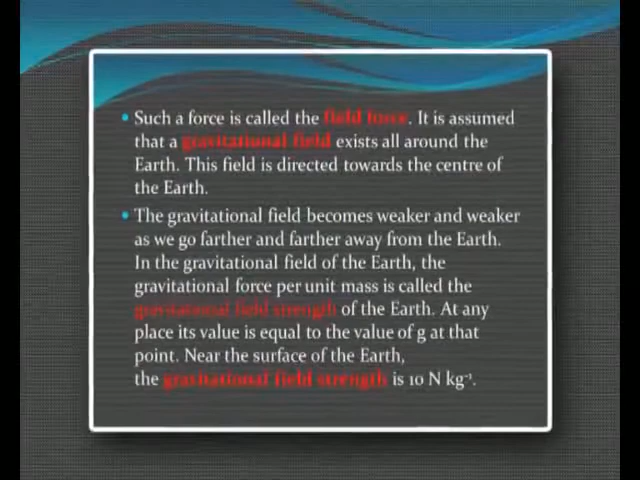 • Such a force is called the field force. It is assumed
that a gravitational field exists all around the
Earth. This field is directed towards the centre of
the Earth.
• The gravitational field becomes weaker and weaker
as we go farther and farther away from the Earth.
In the gravitational field of the Earth, the
gravitational force per unit mass is called the
gravitational field strength of the Earth. At any
place its value is equal to the value of g at that
point. Near the surface of the Earth,
the gravitational field strength is 10 N kg⁻¹.